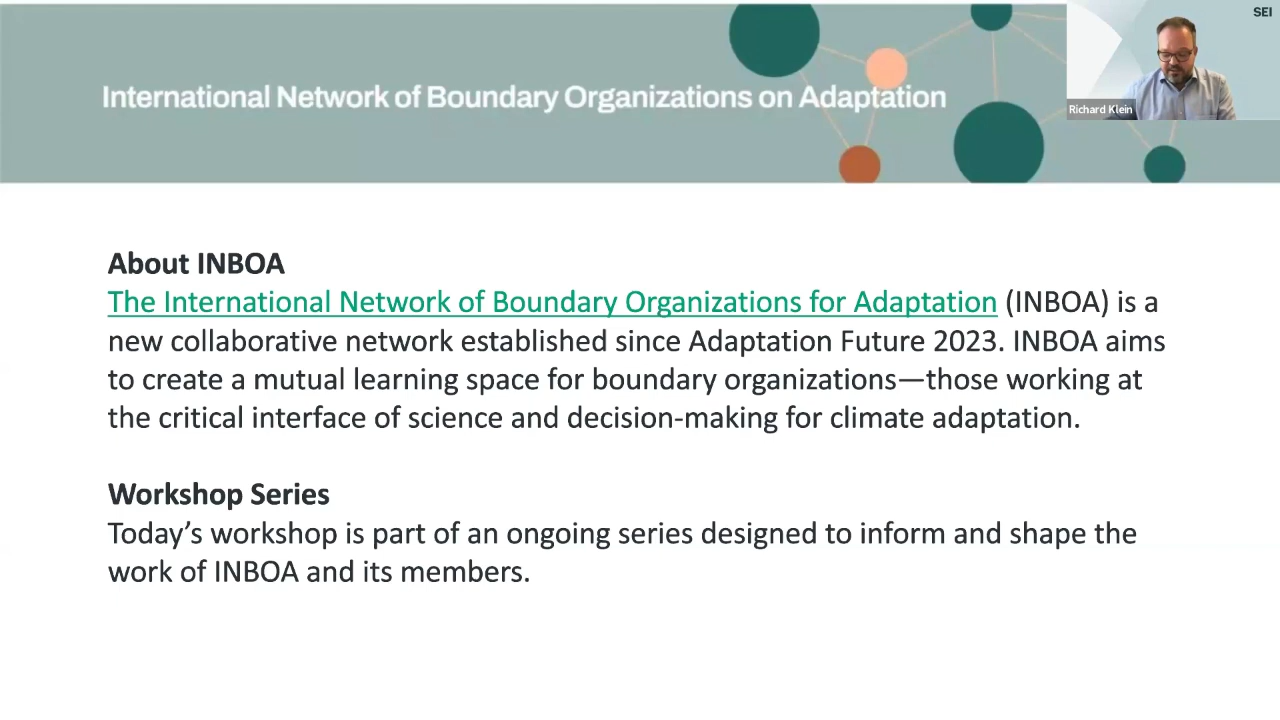 SEI
International Network of Boundary Organizations on Adaptation
Richard Klein
About INBOA
The International Network of Boundary Organizations for Adaptation (INBOA) is a
new collaborative network established since Adaptation Future 2023. INBOA aims
to create a mutual learning space for boundary organizations—those working at
the critical interface of science and decision-making for climate adaptation.
Workshop Series
Today’s workshop is part of an ongoing series designed to inform and shape the
work of INBOA and its members.